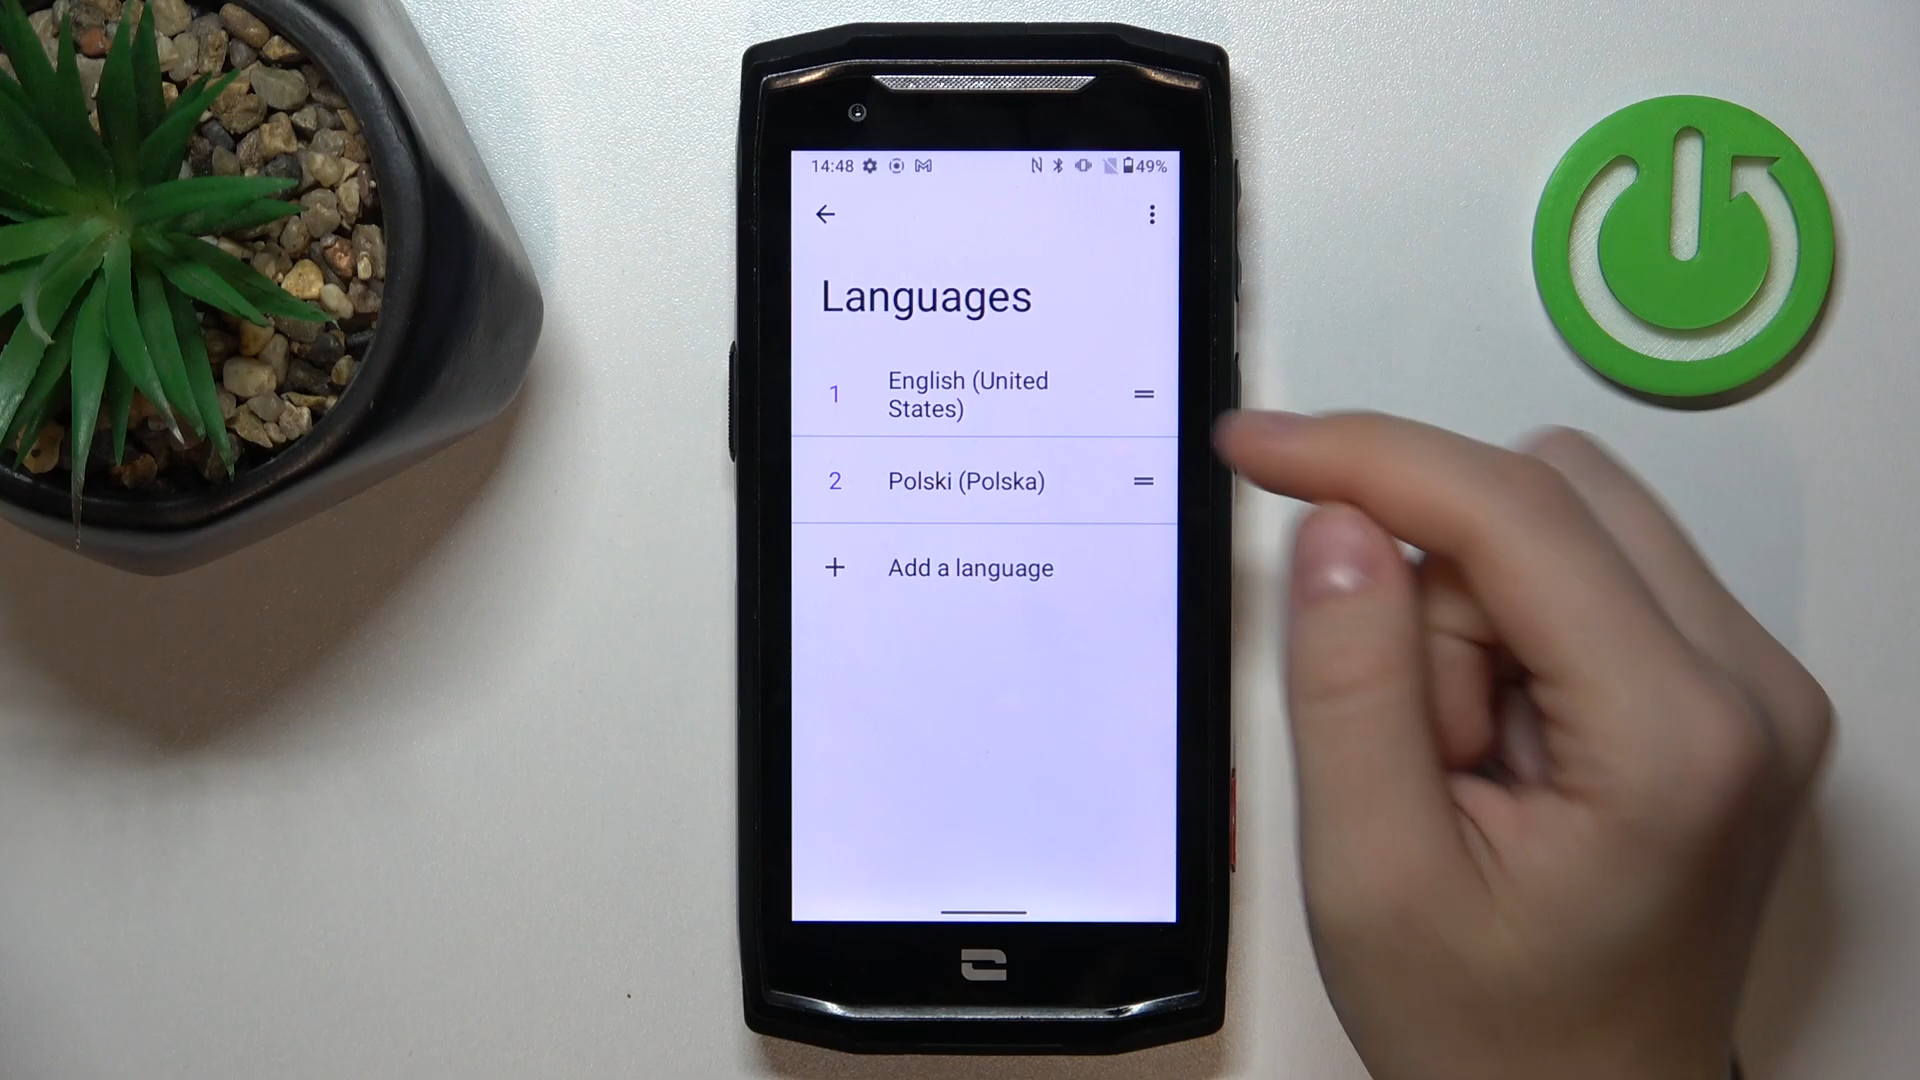 14:48 49%
Languages
1 English (United
States)
2 Polski (Polska)
+ Add a language